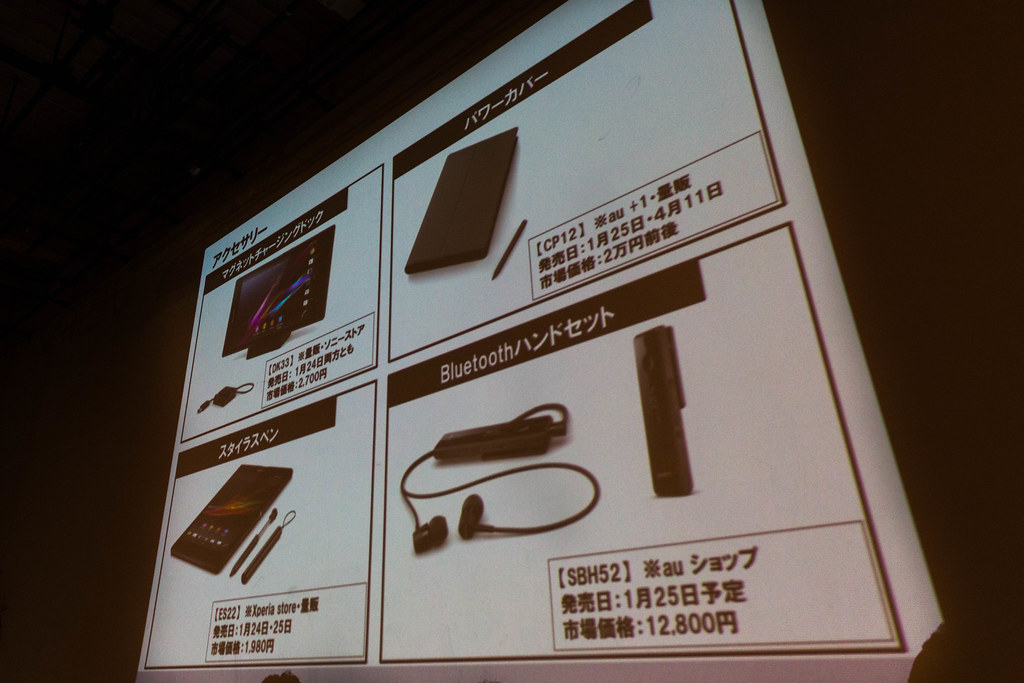 アクセサリー
マグネットチャージングドック
【DK33】 ※量販・ソニーストア
発売日：1月24日両方とも
市場価格：2,700円
パワーカバー
【CP12】 ※au +1・量販
発売日：1月25日・4月11日
市場価格：2万円前後
スタイラスペン
【ES22】 ※Xperia store・量販
発売日：1月24日・25日
市場価格：1,980円
Bluetoothハンドセット
【SBH52】 ※au ショップ
発売日：1月25日予定
市場価格：12,800円